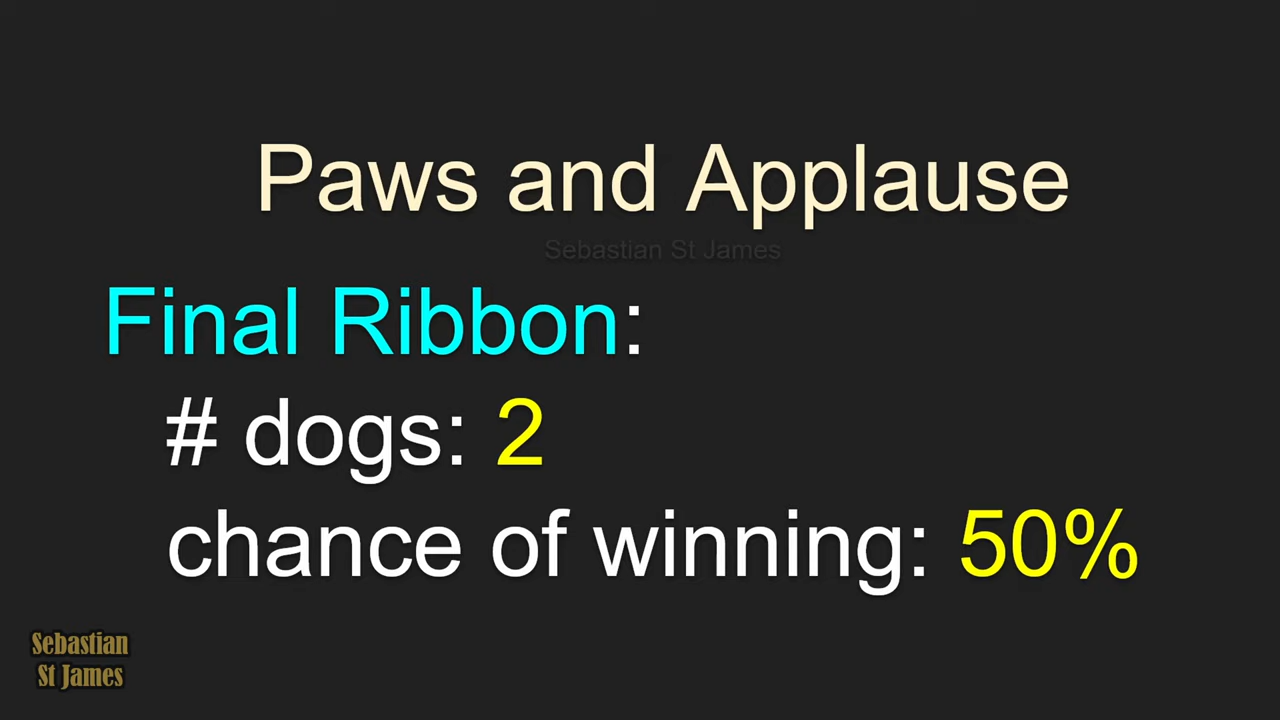 Paws and Applause
Sebastian St James
Final Ribbon:
# dogs: 2
chance of winning: 50%
Sebastian
St James